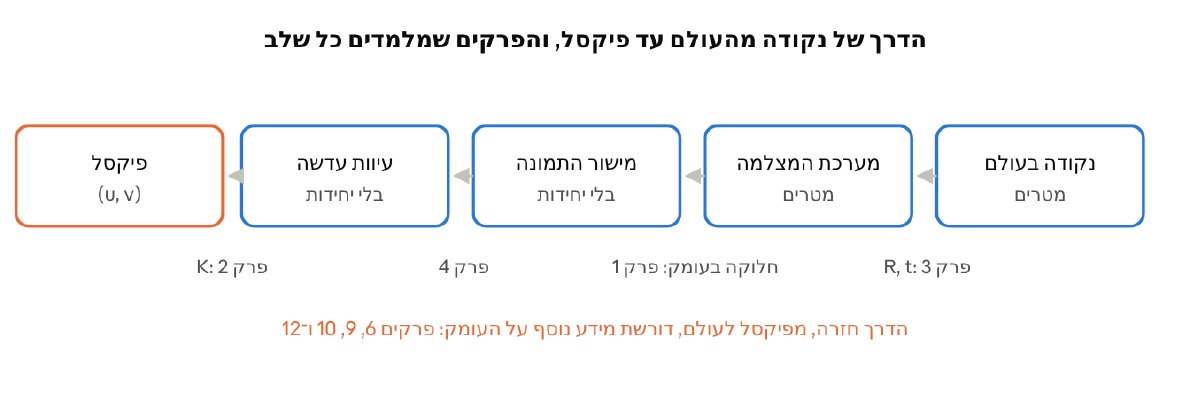 הדרך של נקודה מהעולם עד פיקסל, והפרקים שמלמדים כל שלב
נקודה בעולם
מטרים
מערכת המצלמה
מטרים
מישור התמונה
בלי יחידות
עיוות עדשה
בלי יחידות
פיקסל
(u, v)
R, t: פרק 3
חלוקה בעומק: פרק 1
פרק 4
K: פרק 2
הדרך חזרה, מפיקסל לעולם, דורשת מידע נוסף על העומק: פרקים 6, 9, 10 ו־12